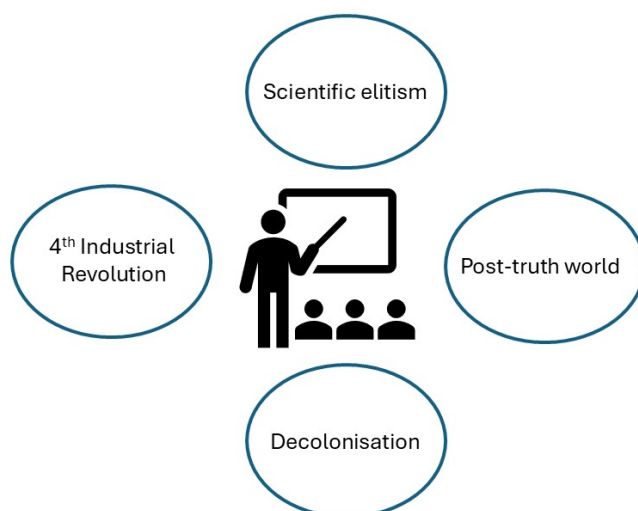 Scientific elitism
4th Industrial
Revolution
Post-truth world
Decolonisation